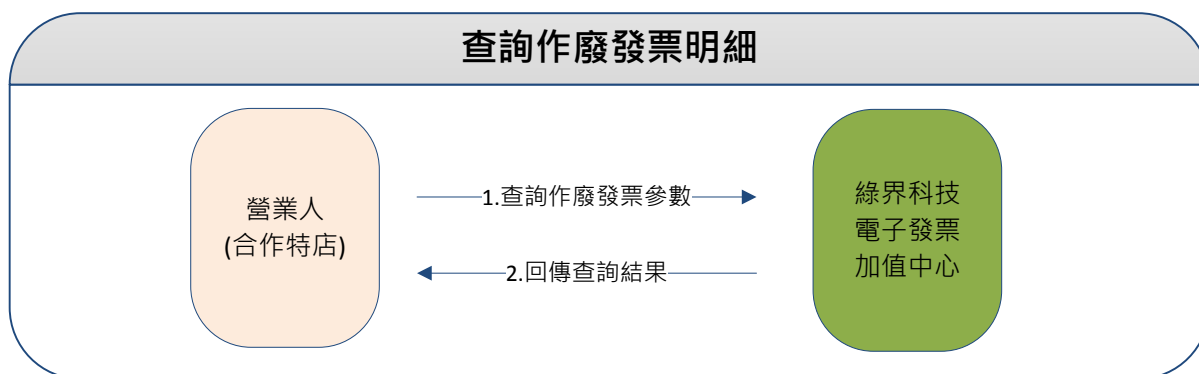 查詢作廢發票明細
營業人
(合作特店)
1.查詢作廢發票參數
2.回傳查詢結果
綠界科技
電子發票
加值中心